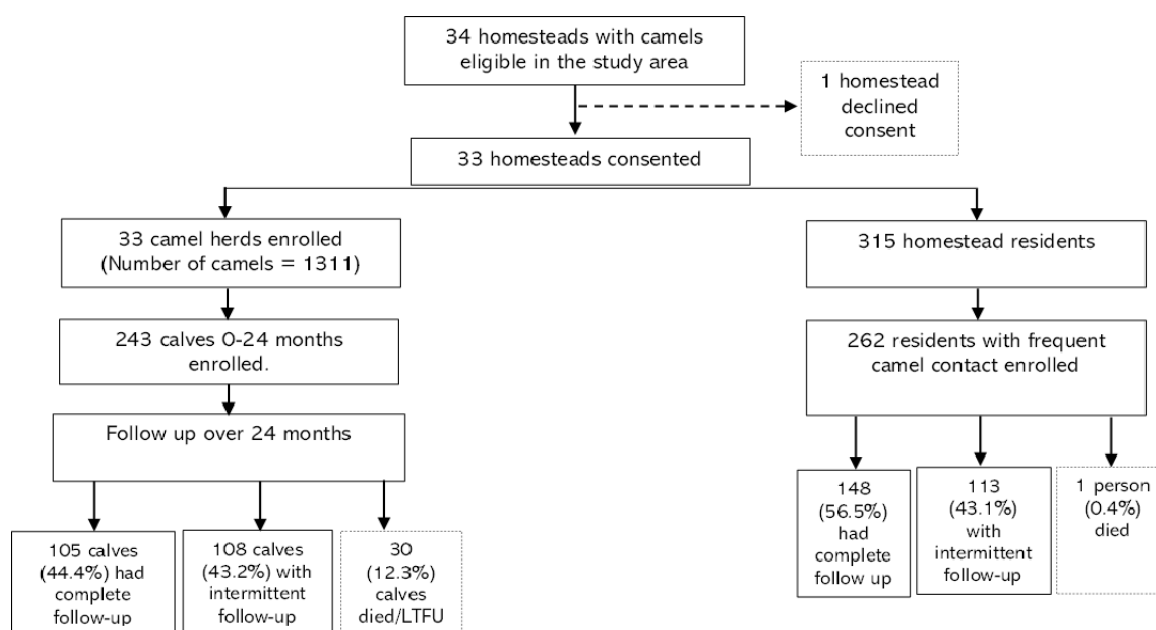 34 homesteads with camels
eligible in the study area
1 homestead
declined
consent
33 homesteads consented
33 camel herds enrolled
(Number of camels = 1311)
315 homestead residents
243 calves 0-24 months
enrolled.
262 residents with frequent
camel contact enrolled
Follow up over 24 months
105 calves
(44.4%) had
complete
follow-up
108 calves
(43.2%) with
intermittent
follow-up
30
(12.3%)
calves
died/LTFU
148
(56.5%)
had
complete
follow up
113
(43.1%)
with
intermittent
follow-up
1 person
(0.4%)
died